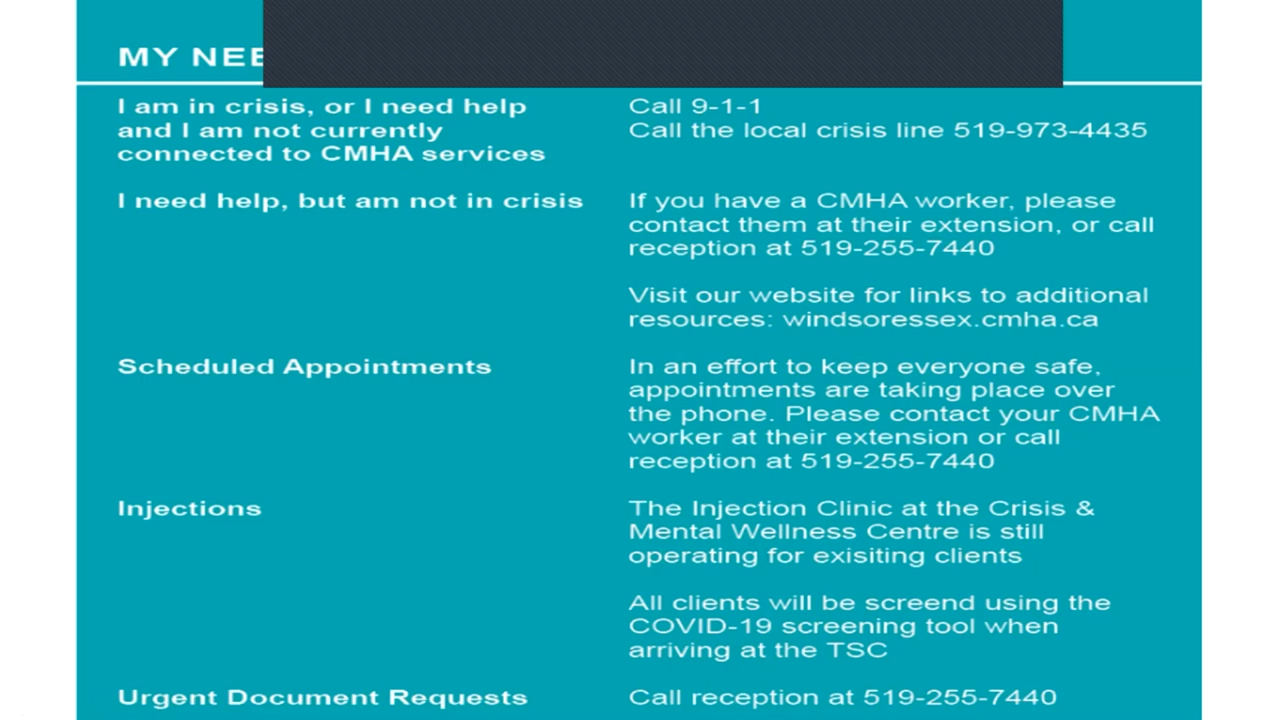 MY NEE
I am in crisis, or I need help
and I am not currently
connected to CMHA services
Call 9-1-1
Call the local crisis line 519-973-4435
I need help, but am not in crisis
If you have a CMHA worker, please
contact them at their extension, or call
reception at 519-255-7440
Visit our website for links to additional
resources: windsoressex.cmha.ca
Scheduled Appointments
In an effort to keep everyone safe,
appointments are taking place over
the phone. Please contact your CMHA
worker at their extension or call
reception at 519-255-7440
Injections
The Injection Clinic at the Crisis &
Mental Wellness Centre is still
operating for exisiting clients
All clients will be screend using the
COVID-19 screening tool when
arriving at the TSC
Urgent Document Requests
Call reception at 519-255-7440